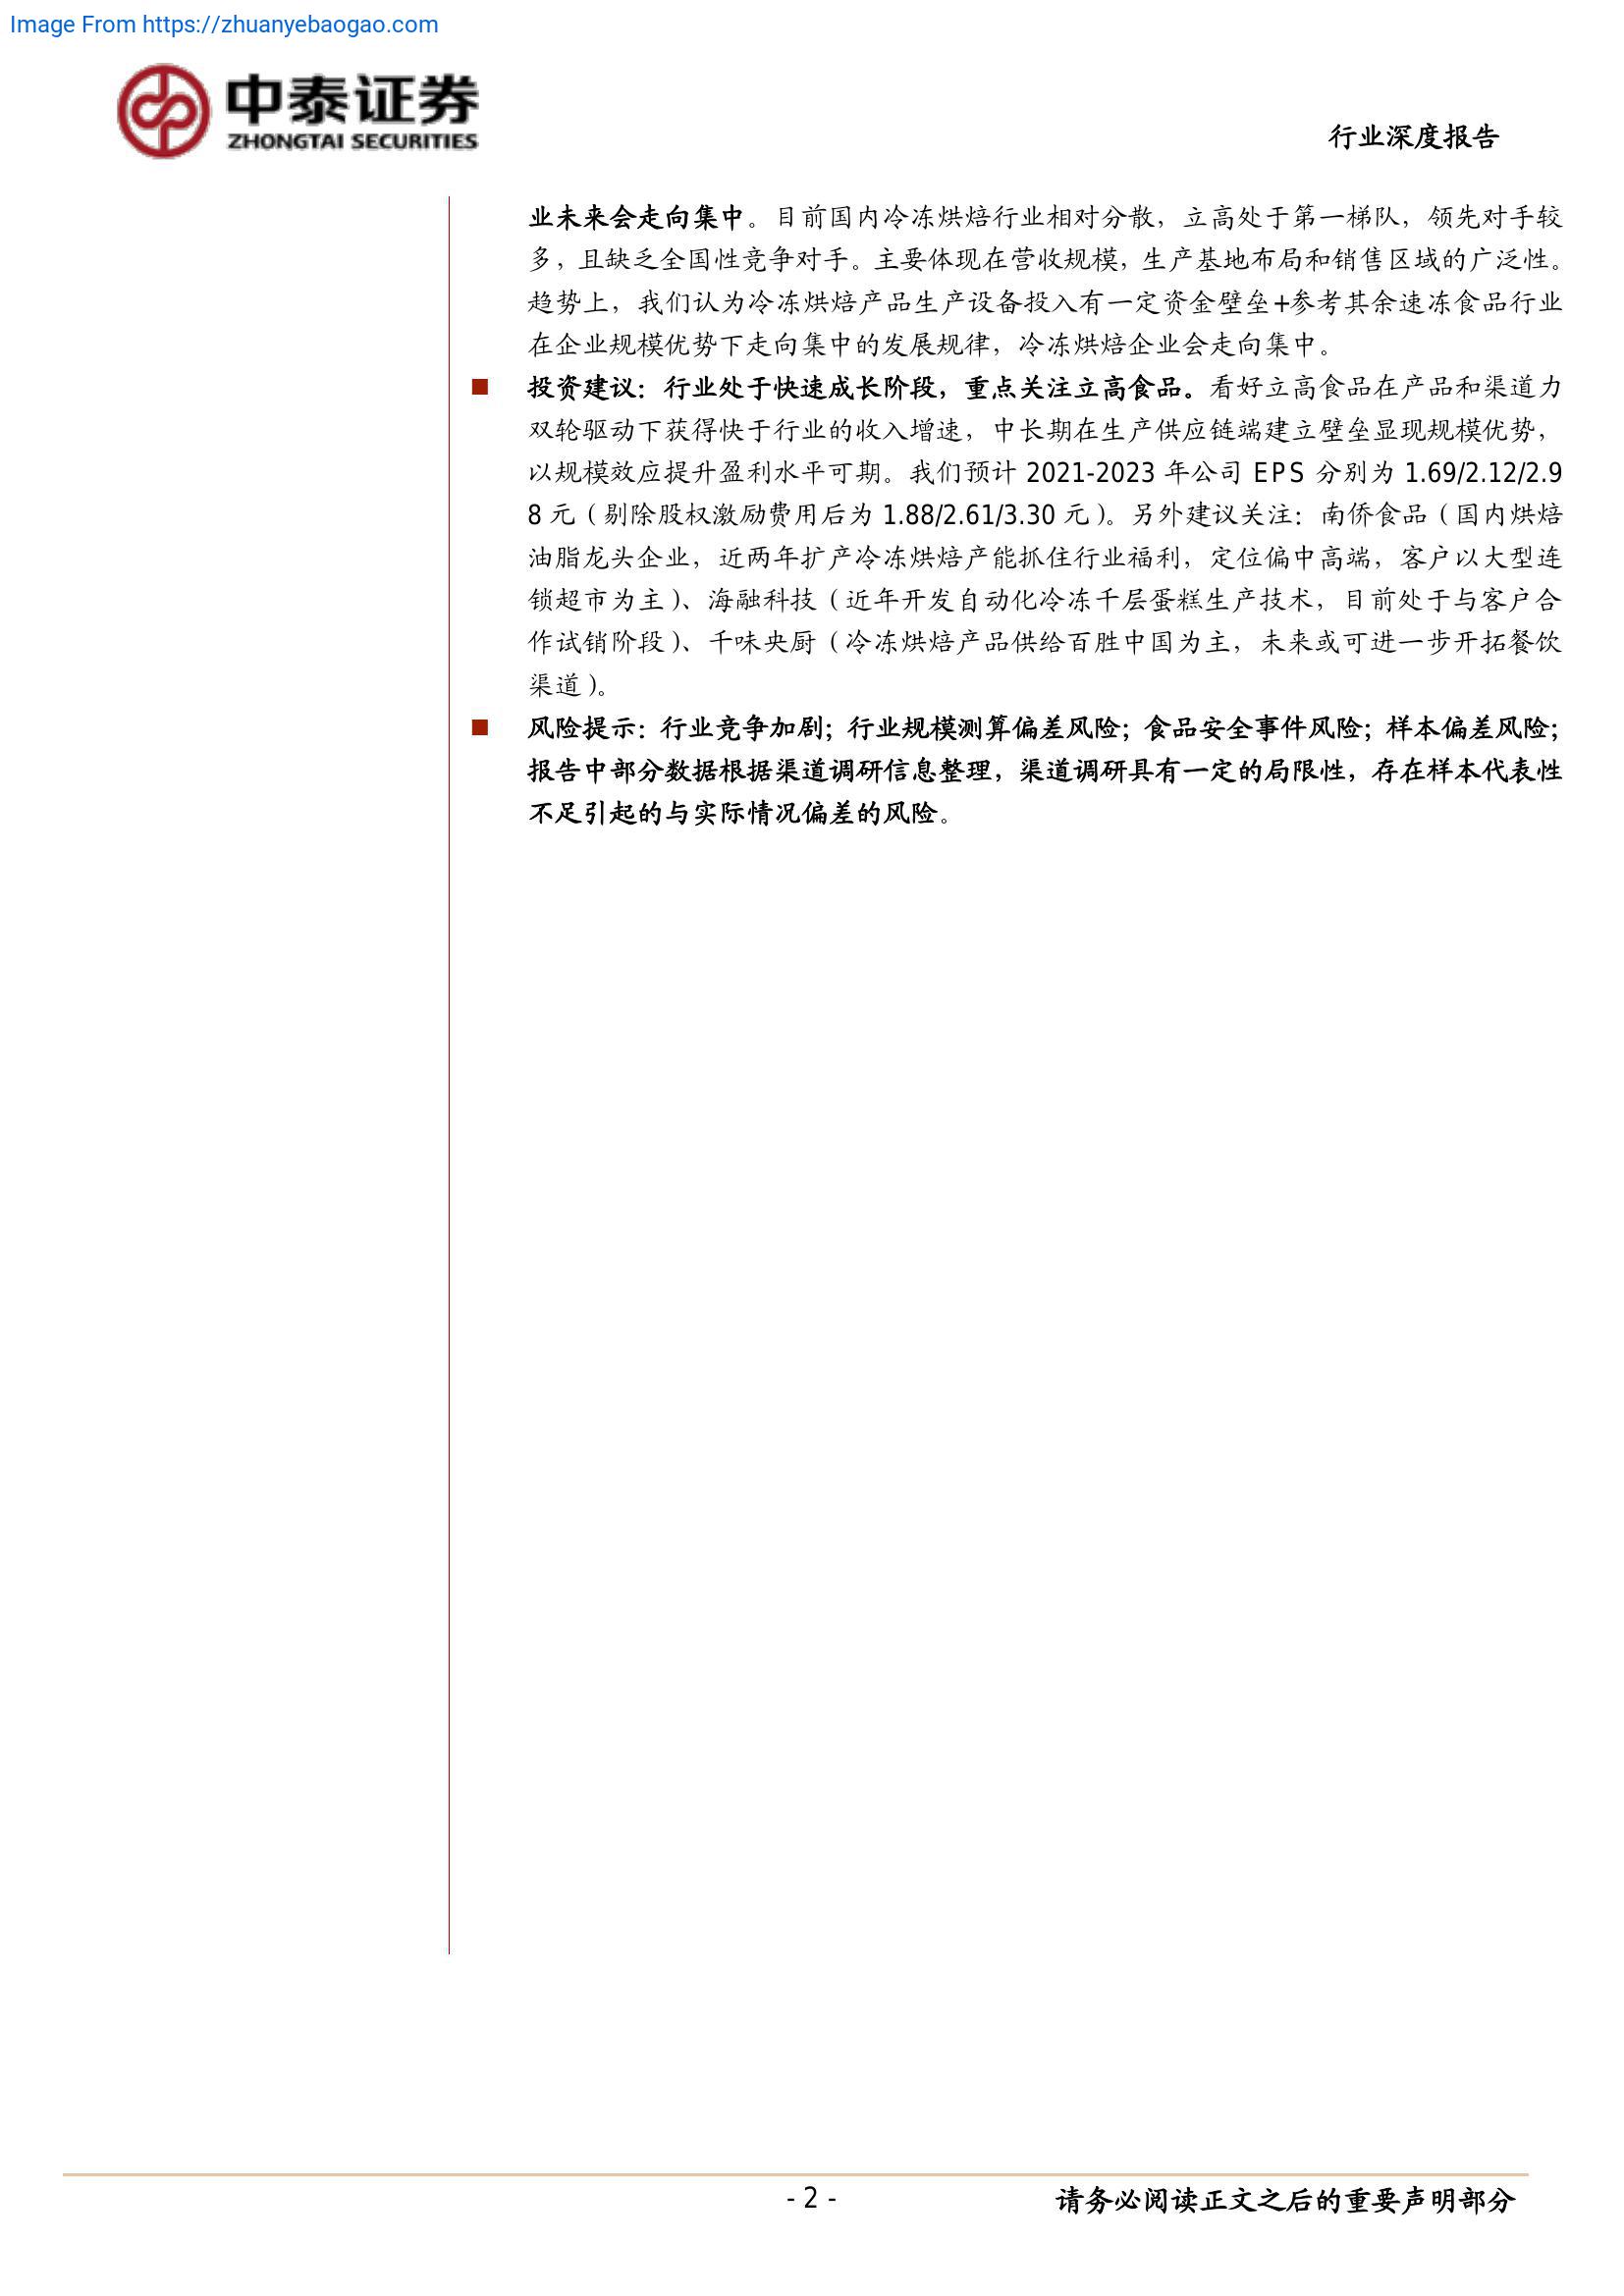 Image From https://zhuanyebaogao.com
中泰证券
ZHONGTAI SECURITIES
行业深度报告
业未来会走向集中。目前国内冷冻烘焙行业相对分散，立高处于第一梯队，领先对手较
多，且缺乏全国性竞争对手。主要体现在营收规模，生产基地布局和销售区域的广泛性。
趋势上，我们认为冷冻烘焙产品生产设备投入有一定资金壁垒+参考其余速冻食品行业
在企业规模优势下走向集中的发展规律，冷冻烘焙企业会走向集中。
■ 投资建议：行业处于快速成长阶段，重点关注立高食品。看好立高食品在产品和渠道力
双轮驱动下获得快于行业的收入增速，中长期在生产供应链端建立壁垒显现规模优势，
以规模效应提升盈利水平可期。我们预计 2021-2023 年公司 EPS 分别为 1.69/2.12/2.9
8 元（剔除股权激励费用后为 1.88/2.61/3.30 元）。另外建议关注：南侨食品（国内烘焙
油脂龙头企业，近两年扩产冷冻烘焙产能抓住行业福利，定位偏中高端，客户以大型连
锁超市为主）、海融科技（近年开发自动化冷冻千层蛋糕生产技术，目前处于与客户合
作试销阶段）、千味央厨（冷冻烘焙产品供给百胜中国为主，未来或可进一步开拓餐饮
渠道）。
■ 风险提示：行业竞争加剧；行业规模测算偏差风险；食品安全事件风险；样本偏差风险；
报告中部分数据根据渠道调研信息整理，渠道调研具有一定的局限性，存在样本代表性
不足引起的与实际情况偏差的风险。
- 2 -
请务必阅读正文之后的重要声明部分